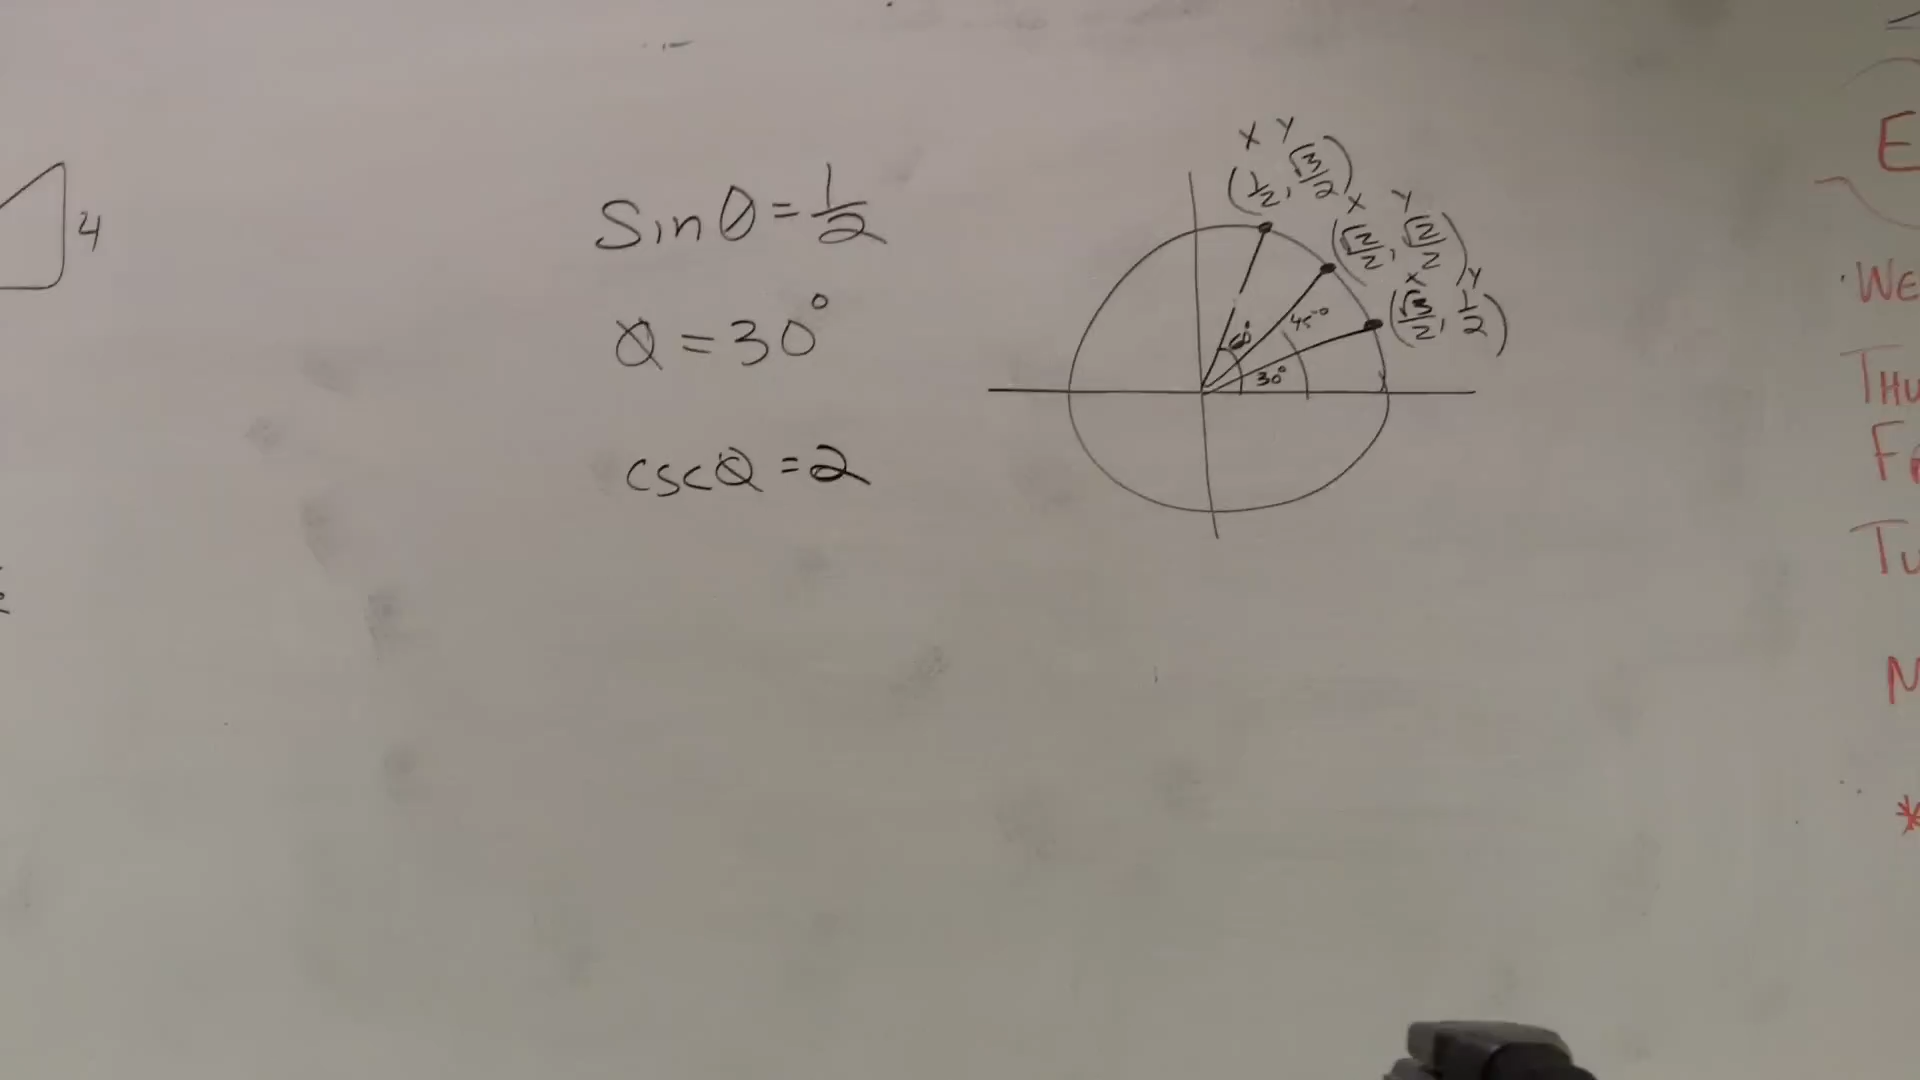 4
sin θ = 1/2
θ = 30°
csc θ = 2
X Y
(1/2, √3/2)
X Y
(√2/2, √2/2)
X Y
(√3/2, 1/2)
60°
45°
30°
E
WE
THU
F
TU
M
*